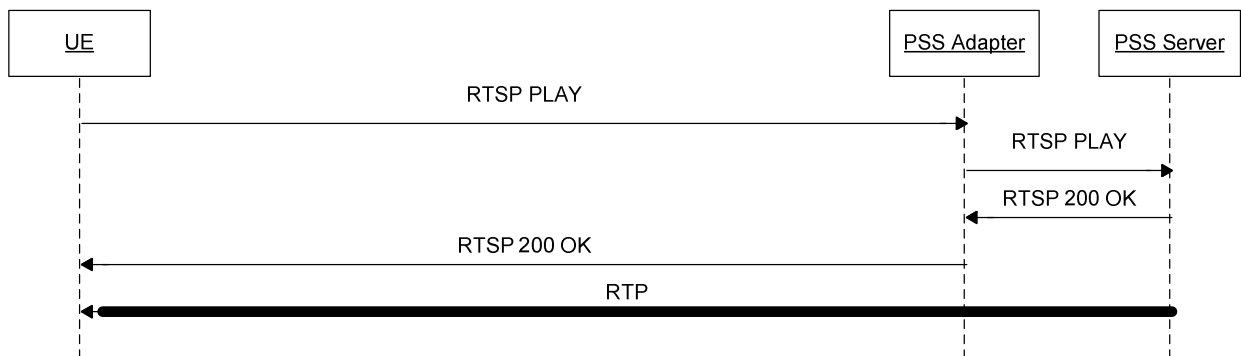 UE
PSS Adapter
PSS Server
RTSP PLAY
RTSP PLAY
RTSP 200 OK
RTSP 200 OK
RTP